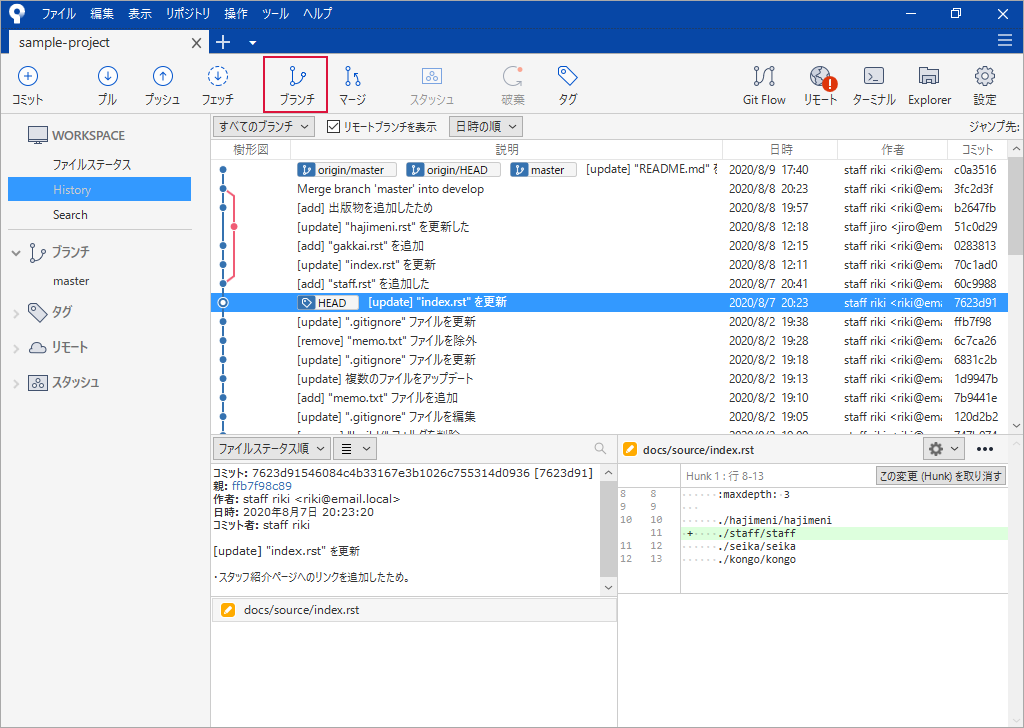 ファイル 編集 表示 リポジトリ 操作 ツール ヘルプ
sample-project
コミット プル プッシュ フェッチ ブランチ マージ スタッシュ 破棄 タグ Git Flow リモート ターミナル Explorer 設定
WORKSPACE
ファイルステータス
History
Search
ブランチ
master
タグ
リモート
スタッシュ
すべてのブランチ リモートブランチを表示 日時の順 ジャンプ先:
樹形図 説明 日時 作者 コミット
origin/master origin/HEAD master [update] "README.md" を 2020/8/9 17:40 staff riki <riki@ema c0a3516
Merge branch 'master' into develop 2020/8/8 20:23 staff riki <riki@ema 3fc2d3f
[add] 出版物を追加したため 2020/8/8 19:57 staff riki <riki@ema b2647fb
[update] "hajimeni.rst" を更新した 2020/8/8 12:18 staff jiro <jiro@em 51c0d29
[add] "gakkai.rst" を追加 2020/8/8 12:15 staff riki <riki@ema 0283813
[update] "index.rst" を更新 2020/8/8 12:11 staff riki <riki@ema 70c1ad0
[add] "staff.rst" を追加した 2020/8/7 20:41 staff riki <riki@ema 60c9988
HEAD [update] "index.rst" を更新 2020/8/7 20:23 staff riki <riki@ema 7623d91
[update] ".gitignore" ファイルを更新 2020/8/2 19:38 staff riki <riki@ema ffb7f98
[remove] "memo.txt" ファイルを除外 2020/8/2 19:28 staff riki <riki@ema 6c7ca26
[update] ".gitignore" ファイルを更新 2020/8/2 19:18 staff riki <riki@ema 6831c2b
[update] 複数のファイルをアップデート 2020/8/2 19:13 staff riki <riki@ema 1d9947b
[add] "memo.txt" ファイルを追加 2020/8/2 19:10 staff riki <riki@ema 7b9441e
[update] ".gitignore" ファイルを編集 2020/8/2 19:05 staff riki <riki@ema 120d2b2
ファイルステータス順
コミット: 7623d91546084c4b33167e3b1026c755314d0936 [7623d91]
親: ffb7f98c89
作者: staff riki <riki@email.local>
日時: 2020年8月7日 20:23:20
コミット者: staff riki
[update] "index.rst" を更新
・スタッフ紹介ページへのリンクを追加したため。
docs/source/index.rst
docs/source/index.rst
Hunk 1 : 行 8-13 この変更 (Hunk) を取り消す
8 8 :maxdepth: 3
9 9
10 10 ./hajimeni/hajimeni
11 + ./staff/staff
11 12 ./seika/seika
12 13 ./kongo/kongo